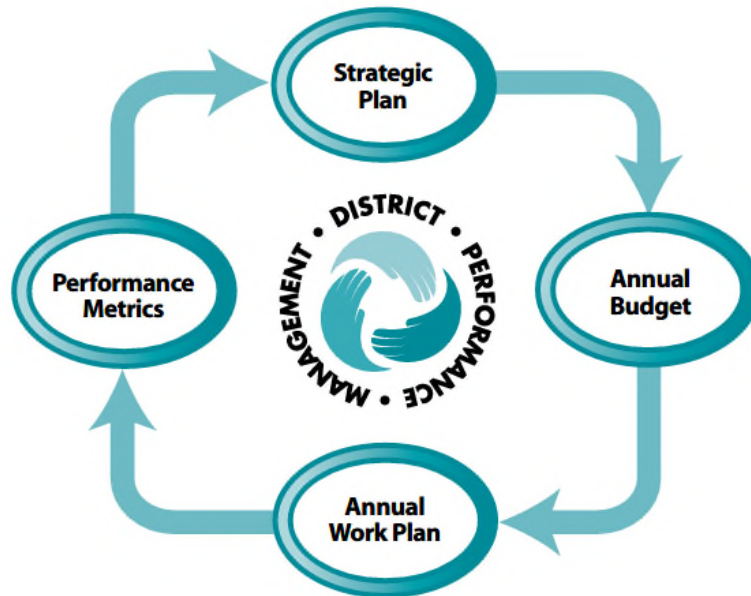 Strategic
Plan
Annual
Budget
Annual
Work Plan
Performance
Metrics
DISTRICT • PERFORMANCE • MANAGEMENT •